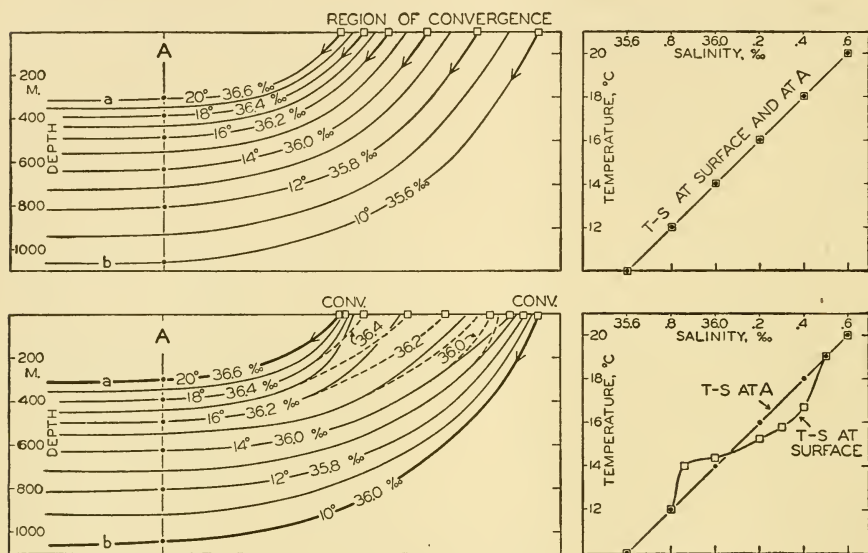 REGION OF CONVERGENCE
A
200
M.
400
600
800
1000
DEPTH
a
b
20°—36.6 ‰
18°—36.4 ‰
16°—36.2 ‰
14°—36.0 ‰
12°—35.8 ‰
10°—35.6 ‰
35.6 .8 36.0 .2 .4 .6
SALINITY, ‰
TEMPERATURE, °C
20
18
16
14
12
T-S AT SURFACE AND AT A
CONV. CONV.
A
200
M.
400
600
800
1000
DEPTH
a
b
20°—36.6 ‰
18°—36.4 ‰
16°—36.2 ‰
14°—36.0 ‰
12°—35.8 ‰
10°—36.0 ‰
36.4
36.2
36.0
35.6 .8 36.0 .2 .4 .6
SALINITY, ‰
TEMPERATURE, °C
20
18
16
14
12
T-S AT A
T-S AT
SURFACE